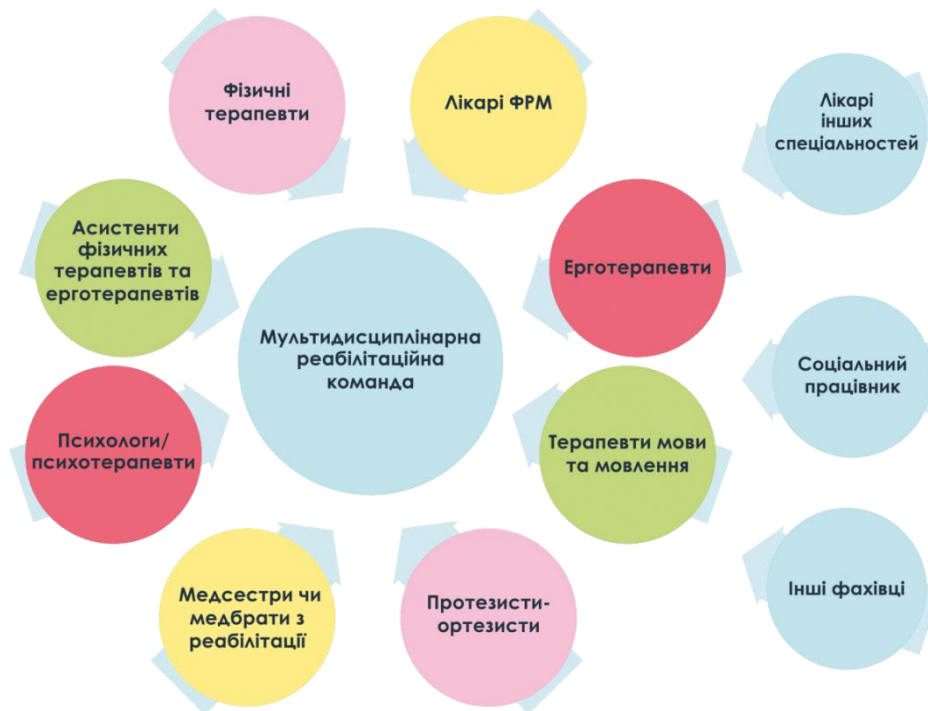 Фізичні
терапевти
Лікарі ФРМ
Лікарі
інших
спеціальностей
Асистенти
фізичних
терапевтів та
ерготерапевтів
Ерготерапевти
Мультидисциплінарна
реабілітаційна
команда
Соціальний
працівник
Психологи/
психотерапевти
Терапевти мови
та мовлення
Медсестри чи
медбрати з
реабілітації
Протезисти-
ортезисти
Інші фахівці